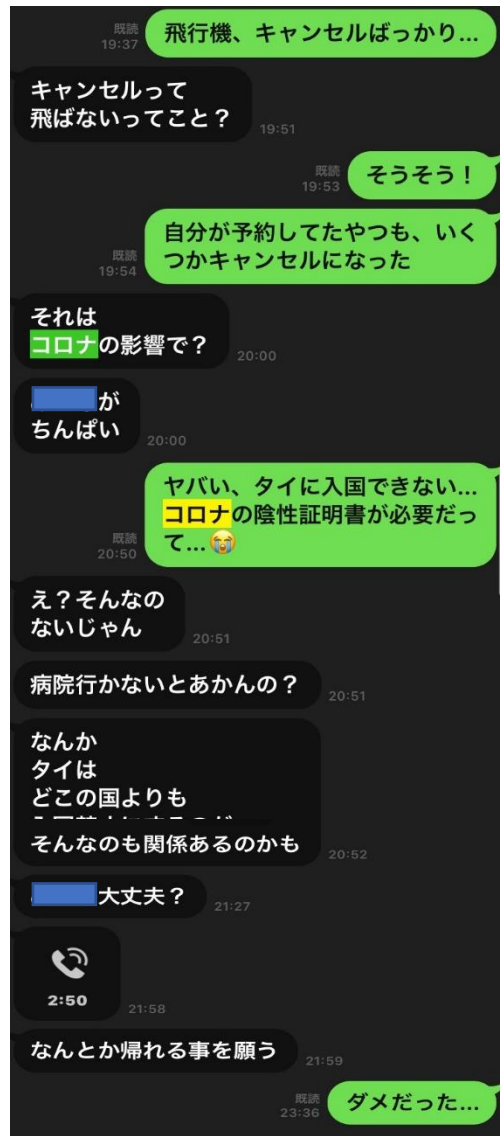 既読
19:37
飛行機、キャンセルばっかり...
キャンセルって
飛ばないってこと？
19:51
既読
19:53
そうそう！
自分が予約してたやつも、いく
つかキャンセルになった
既読
19:54
それは
コロナの影響で？
20:00
が
ちんぱい
20:00
ヤバい、タイに入国できない...
コロナの陰性証明書が必要だっ
て...😭
既読
20:50
え？そんなの
ないじゃん
20:51
病院行かないとあかんの？
20:51
なんか
タイは
どこの国よりも
そんなのも関係あるのかも
20:52
大丈夫？
21:27
2:50
21:58
なんとか帰れる事を願う
21:59
既読
23:36
ダメだった...